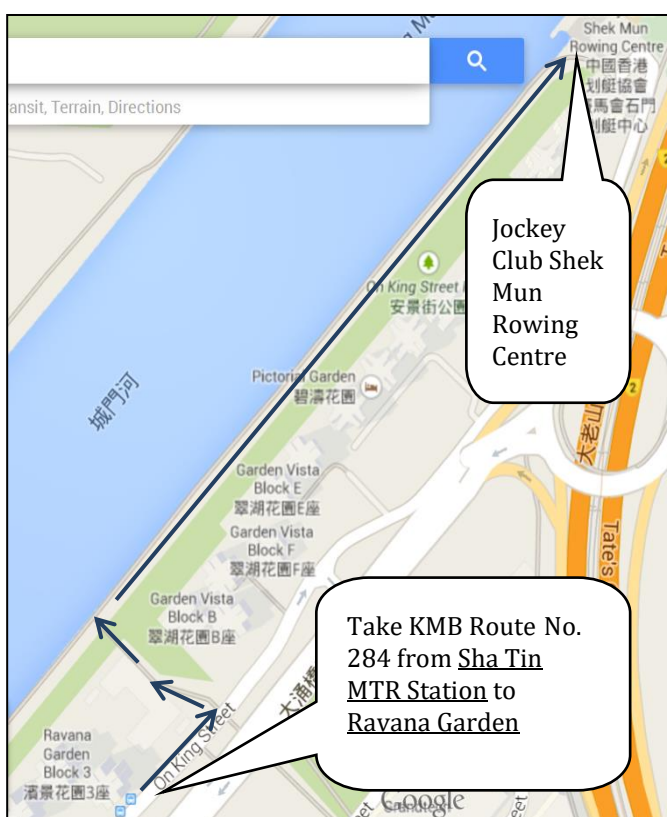 Shek Mun
Rowing Centre
中國香港
划艇協會
馬會石門
划艇中心
ansit, Terrain, Directions
2
Jockey
Club Shek
Mun
Rowing
Centre
On King Street
安景街公園
Pictorial Garden
碧濤花園
城門河
2
大老山
Garden Vista
Block E
翠湖花園E座
Garden Vista
Block F
翠湖花園F座
Tate's
Garden Vista
Block B
翠湖花園B座
Take KMB Route No.
284 from Sha Tin
MTR Station to
Ravana Garden
大涌橋
On King Street
Ravana
Garden
Block 3
濱景花園3座
Google